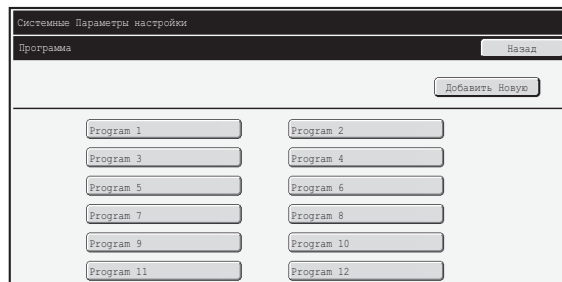 Системные Параметры настройки
Программа Назад
Добавить Новую
Program 1 Program 2
Program 3 Program 4
Program 5 Program 6
Program 7 Program 8
Program 9 Program 10
Program 11 Program 12